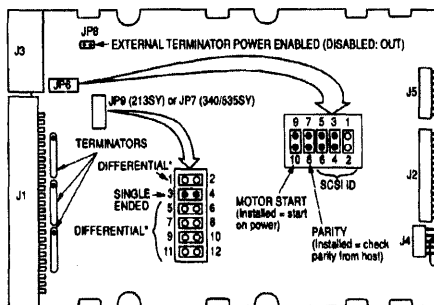 JP8
EXTERNAL TERMINATOR POWER ENABLED (DISABLED: OUT)
J3
JP6
J5
JP9 (213SY) or JP7 (340/535SY)
9 7 5 3 1
10 8 6 4 2
TERMINATORS
DIFFERENTIAL*
1 2
SINGLE ENDED
3 4
DIFFERENTIAL*
5 6
7 8
9 10
11 12
SCSI ID
MOTOR START
(Installed = start
on power)
PARITY
(Installed = check
parity from host)
J1
J2
J4